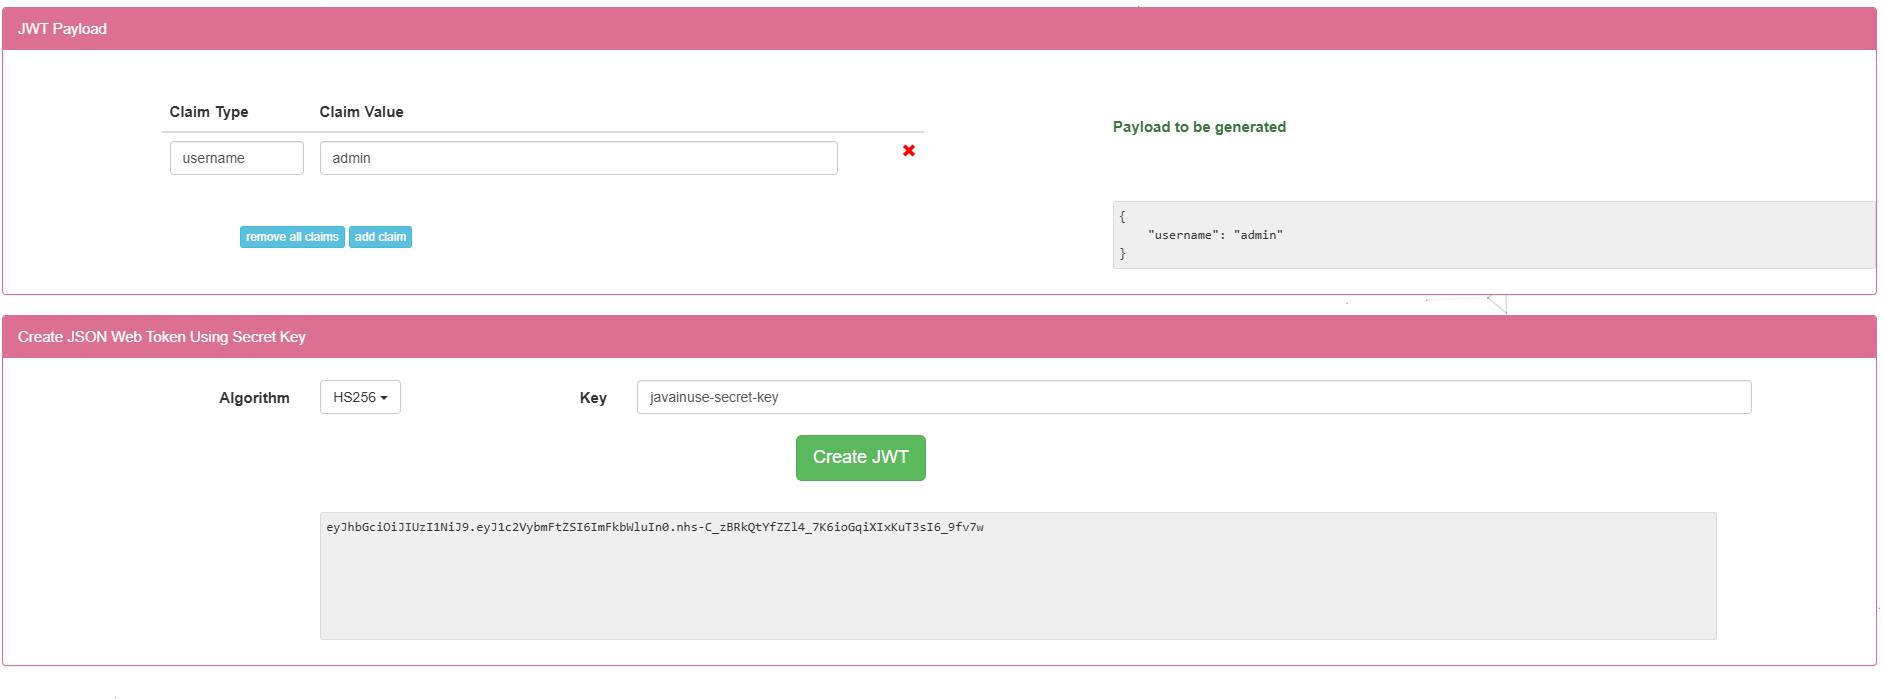 JWT Payload
Claim Type Claim Value
Payload to be generated
username admin
remove all claims add claim
{
"username": "admin"
}
Create JSON Web Token Using Secret Key
Algorithm HS256 Key javainuse-secret-key
Create JWT
eyJhbGciOiJIUzI1NiJ9.eyJ1c2VybmFtZSI6ImFkbWluIn0.nhs-C_zBRkQtYfZZl4_7K6ioGqiXIxKuT3sI6_9fv7w